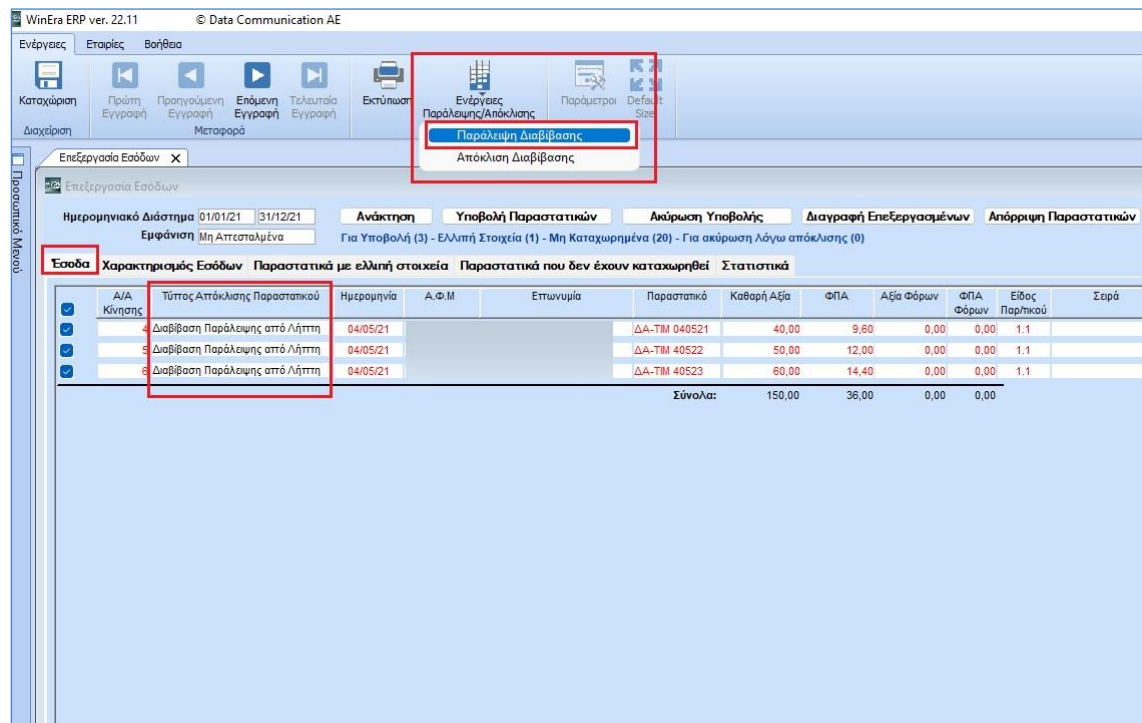 WinEra ERP ver. 22.11 © Data Communication AE
Ενέργειες Εταιρίες Βοήθεια
Καταχώριση
Πρώτη Εγγραφή
Προηγούμενη Εγγραφή
Επόμενη Εγγραφή
Τελευταία Εγγραφή
Εκτύπωση
Ενέργειες Παράλειψης/Απόκλισης
Παράμετροι
Default Size
Διαχείριση Μεταφορά
Παράλειψη Διαβίβασης
Απόκλιση Διαβίβασης
Προσωπικό Μενού
Επεξεργασία Εσόδων X
Επεξεργασία Εσόδων
Ημερομηνιακό Διάστημα 01/01/21 31/12/21 Ανάκτηση Υποβολή Παραστατικών Ακύρωση Υποβολής Διαγραφή Επεξεργασμένων Απόρριψη Παραστατικών
Εμφάνιση Μη Απεσταλμένα Για Υποβολή (3) - Ελλιπή Στοιχεία (1) - Μη Καταχωρημένα (20) - Για ακύρωση λόγω απόκλισης (0)
Έσοδα Χαρακτηρισμός Εσόδων Παραστατικά με ελλιπή στοιχεία Παραστατικά που δεν έχουν καταχωρηθεί Στατιστικά
Α/Α Κίνησης Τύπος Απόκλισης Παραστατικού Ημερομηνία Α.Φ.Μ Επωνυμία Παραστατικό Καθαρή Αξία ΦΠΑ Αξία Φόρων ΦΠΑ Φόρων Είδος Παρ/πικού Σειρά
4 Διαβίβαση Παράλειψης από Λήπτη 04/05/21 ΔΑ-ΤΙΜ 040521 40,00 9,60 0,00 0,00 1.1
5 Διαβίβαση Παράλειψης από Λήπτη 04/05/21 ΔΑ-ΤΙΜ 40522 50,00 12,00 0,00 0,00 1.1
6 Διαβίβαση Παράλειψης από Λήπτη 04/05/21 ΔΑ-ΤΙΜ 40523 60,00 14,40 0,00 0,00 1.1
Σύνολα: 150,00 36,00 0,00 0,00